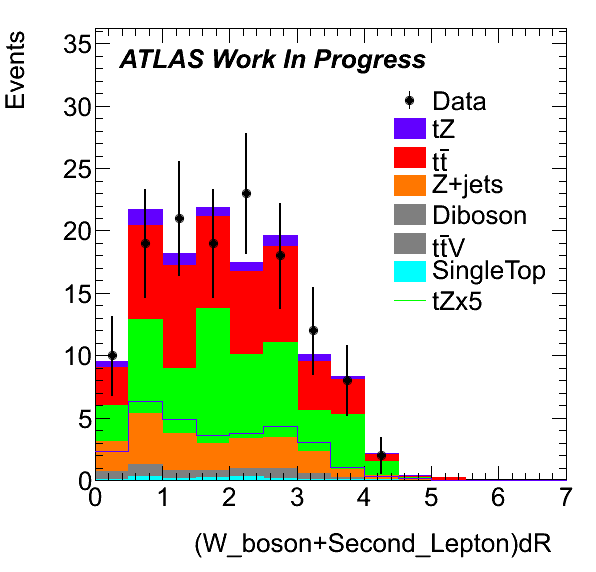 Events
35
30
25
20
15
10
5
0
ATLAS Work In Progress
Data
tZ
tt̄
Z+jets
Diboson
tt̄V
SingleTop
tZx5
0 1 2 3 4 5 6 7
(W_boson+Second_Lepton)dR